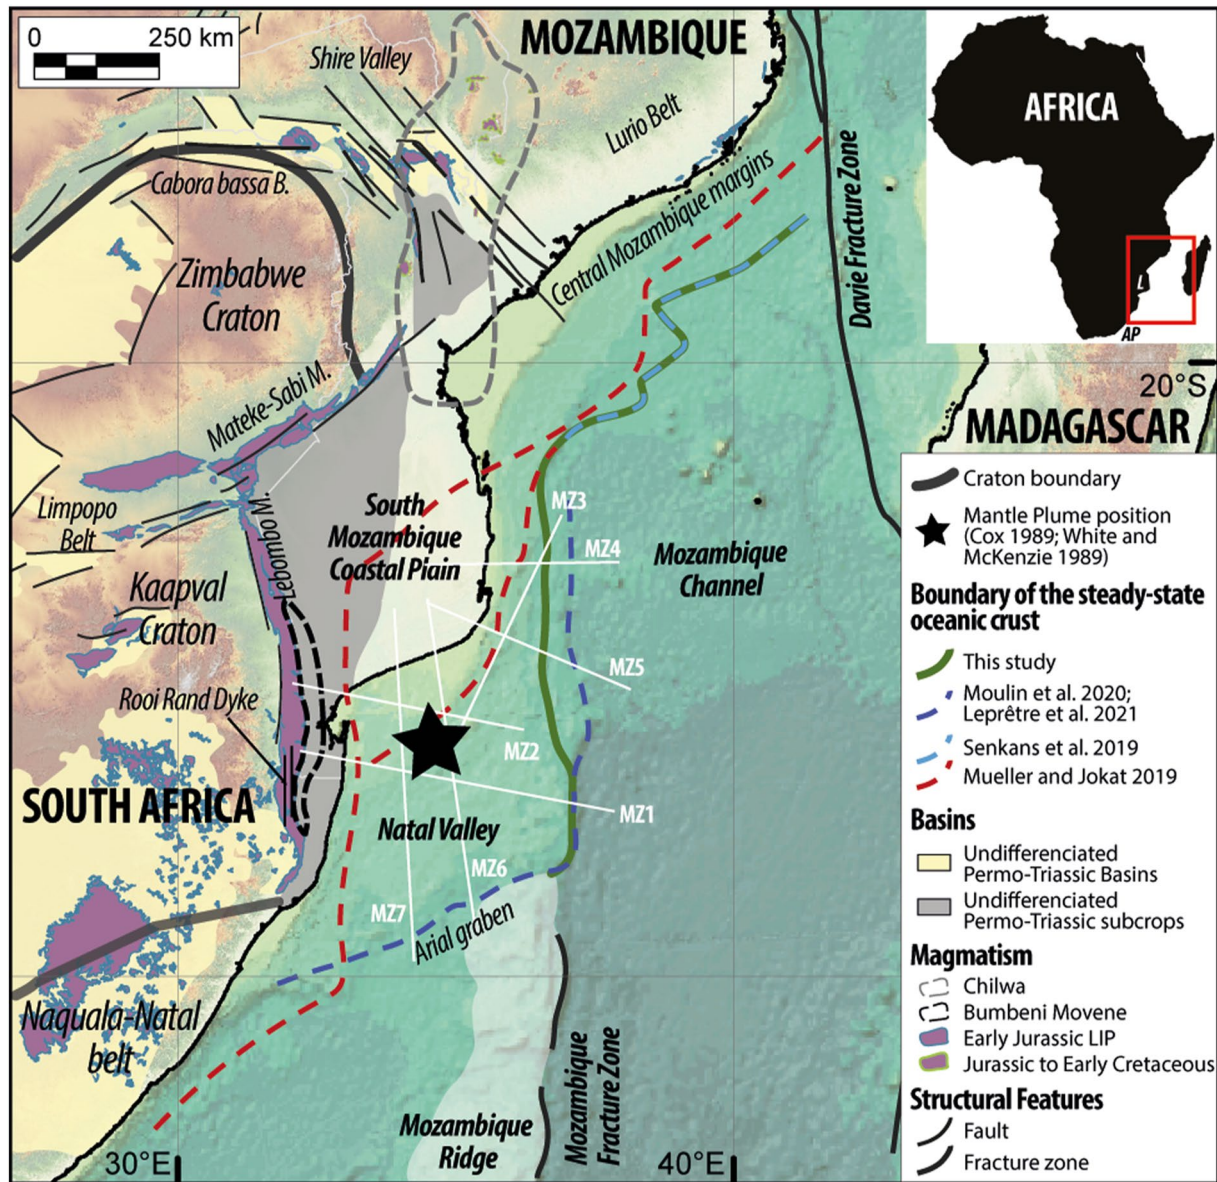 0 250 km
MOZAMBIQUE
Shire Valley
Lurio Belt
AFRICA
L
AP
Cabora bassa B.
Central Mozambique margins
Davie Fracture Zone
Zimbabwe
Craton
20°S
Mateke-Sabi M.
MADAGASCAR
Limpopo
Belt
Lebombo M.
South
Mozambique
Coastal Piain
MZ3
MZ4
Mozambique
Channel
Kaapval
Craton
MZ5
Rooi Rand Dyke
MZ2
SOUTH AFRICA
MZ1
Natal Valley
MZ6
MZ7
Arial graben
Naquala-Natal
belt
Mozambique
Ridge
Mozambique
Fracture Zone
30°E
40°E
Craton boundary
Mantle Plume position
(Cox 1989; White and
McKenzie 1989)
Boundary of the steady-state
oceanic crust
This study
Moulin et al. 2020;
Leprêtre et al. 2021
Senkans et al. 2019
Mueller and Jokat 2019
Basins
Undifferenciated
Permo-Triassic Basins
Undifferenciated
Permo-Triassic subcrops
Magmatism
Chilwa
Bumbeni Movene
Early Jurassic LIP
Jurassic to Early Cretaceous
Structural Features
Fault
Fracture zone